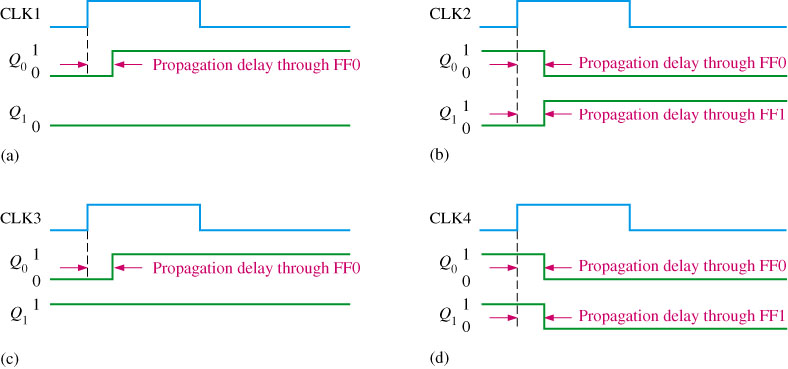 CLK1
1
Q0
0
Propagation delay through FF0
Q1 0
(a)
CLK2
1
Q0
0
Propagation delay through FF0
1
Q1
0
Propagation delay through FF1
(b)
CLK3
1
Q0
0
Propagation delay through FF0
1
Q1
(c)
CLK4
1
Q0
0
Propagation delay through FF0
1
Q1
0
Propagation delay through FF1
(d)